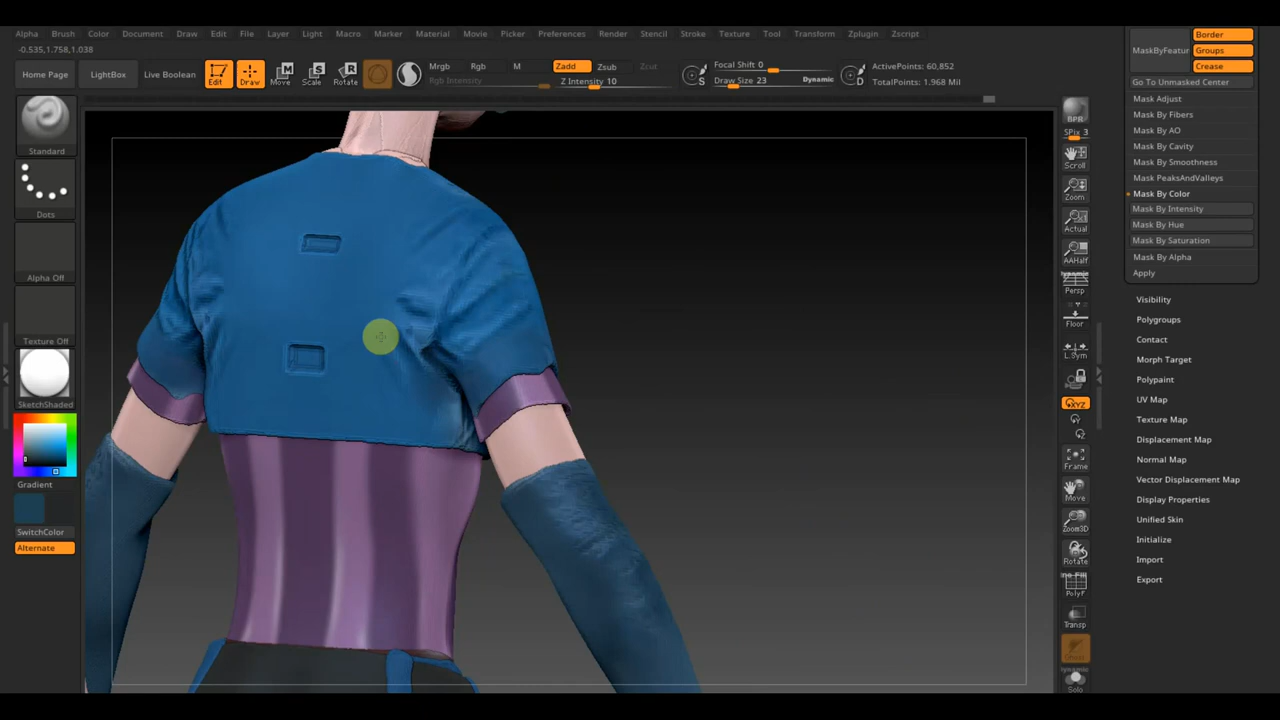 Alpha Brush Color Document Draw Edit File Layer Light Macro Marker Material Movie Picker Preferences Render Stencil Stroke Texture Tool Transform Zplugin Zscript
-0.535,1.758,1.038
Home Page LightBox Live Boolean Edit Draw Move Scale Rotate
Mrgb Rgb M Zadd Zsub Zcut
Rgb Intensity Z Intensity 10
S Focal Shift 0
Draw Size 23 Dynamic
D ActivePoints: 60,852
TotalPoints: 1.968 Mil
Standard
Dots
Alpha Off
Texture Off
SketchShaded
Gradient
SwitchColor
Alternate
BPR
SPix 3
Scroll
Zoom
Actual
AAHalf
Dynamic
Persp
Floor
L.Sym
XYZ
Y
Z
Frame
Move
Zoom3D
Rotate
Line Fill
PolyF
Transp
Ghost
Dynamic
Solo
MaskByFeatur
Border
Groups
Crease
Go To Unmasked Center
Mask Adjust
Mask By Fibers
Mask By AO
Mask By Cavity
Mask By Smoothness
Mask PeaksAndValleys
Mask By Color
Mask By Intensity
Mask By Hue
Mask By Saturation
Mask By Alpha
Apply
Visibility
Polygroups
Contact
Morph Target
Polypaint
UV Map
Texture Map
Displacement Map
Normal Map
Vector Displacement Map
Display Properties
Unified Skin
Initialize
Import
Export